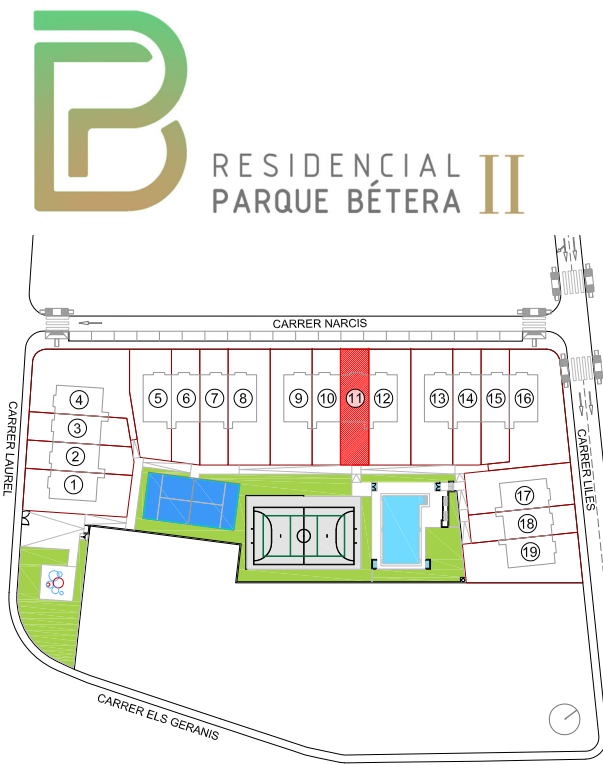 RESIDENCIAL
PARQUE BÉTERA II
CARRER NARCIS
CARRER LAUREL
CARRER LILES
4
3
2
1
5 6 7 8 9 10 11 12 13 14 15 16
17
18
19
CARRER ELS GERANIS